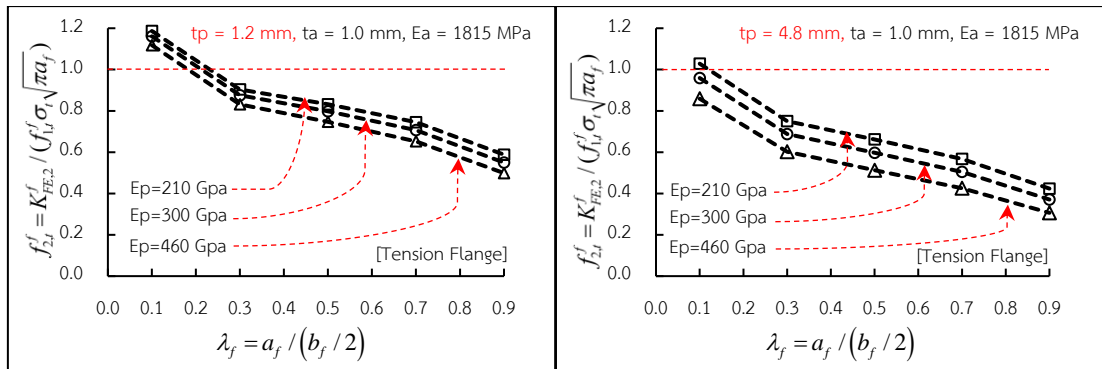 tp = 1.2 mm, ta = 1.0 mm, Ea = 1815 MPa
1.2
1.0
0.8
0.6
0.4
0.2
0.0
f^f_{2,t} = K^f_{FE,2} / (f^f_{1,t} σ_t √πa_f)
Ep=210 Gpa
Ep=300 Gpa
Ep=460 Gpa
[Tension Flange]
0.0 0.1 0.2 0.3 0.4 0.5 0.6 0.7 0.8 0.9
λ_f = a_f / (b_f / 2)
tp = 4.8 mm, ta = 1.0 mm, Ea = 1815 MPa
1.2
1.0
0.8
0.6
0.4
0.2
0.0
f^f_{2,t} = K^f_{FE,2} / (f^f_{1,t} σ_t √πa_f)
Ep=210 Gpa
Ep=300 Gpa
Ep=460 Gpa
[Tension Flange]
0.0 0.1 0.2 0.3 0.4 0.5 0.6 0.7 0.8 0.9
λ_f = a_f / (b_f / 2)